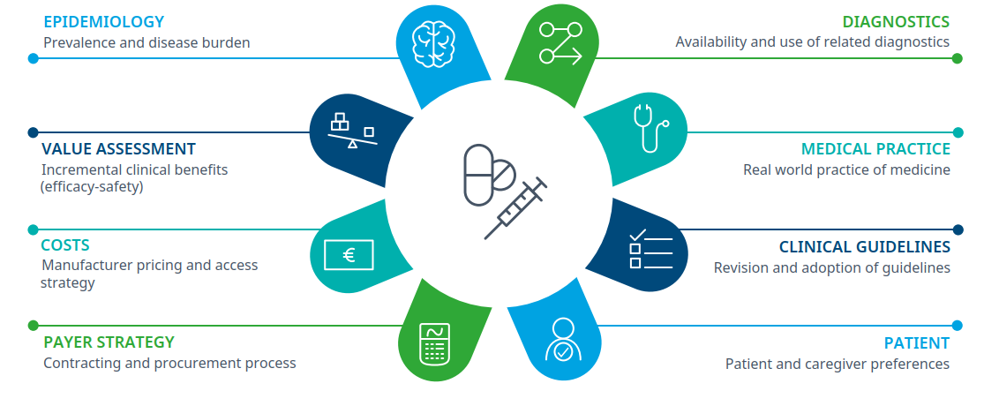 EPIDEMIOLOGY
Prevalence and disease burden
DIAGNOSTICS
Availability and use of related diagnostics
VALUE ASSESSMENT
Incremental clinical benefits
(efficacy-safety)
MEDICAL PRACTICE
Real world practice of medicine
COSTS
Manufacturer pricing and access
strategy
€
CLINICAL GUIDELINES
Revision and adoption of guidelines
PAYER STRATEGY
Contracting and procurement process
PATIENT
Patient and caregiver preferences